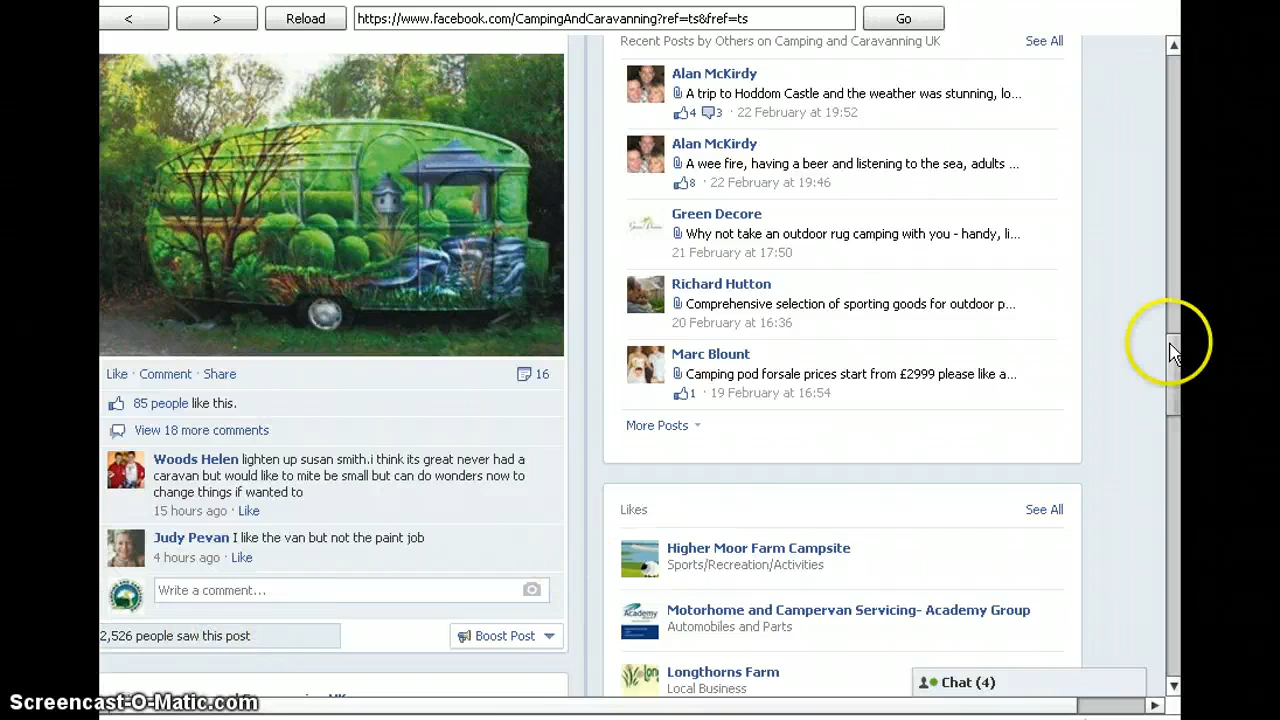 <
>
Reload
https://www.facebook.com/CampingAndCaravanning?ref=ts&fref=ts
Go
Like · Comment · Share
16
85 people like this.
View 18 more comments
Woods Helen lighten up susan smith.i think its great never had a
caravan but would like to mite be small but can do wonders now to
change things if wanted to
15 hours ago · Like
Judy Pevan I like the van but not the paint job
4 hours ago · Like
Write a comment...
2,526 people saw this post
Boost Post
Recent Posts by Others on Camping and Caravanning UK
See All
Alan McKirdy
A trip to Hoddom Castle and the weather was stunning, lo...
4 3 · 22 February at 19:52
Alan McKirdy
A wee fire, having a beer and listening to the sea, adults ...
8 · 22 February at 19:46
Green Decore
Why not take an outdoor rug camping with you - handy, li...
21 February at 17:50
Richard Hutton
Comprehensive selection of sporting goods for outdoor p...
20 February at 16:36
Marc Blount
Camping pod forsale prices start from £2999 please like a...
1 · 19 February at 16:54
More Posts
Likes
See All
Higher Moor Farm Campsite
Sports/Recreation/Activities
Academy
Motorhome and Campervan Servicing- Academy Group
Automobiles and Parts
Longthorns Farm
Local Business
Chat (4)
Screencast-O-Matic.com